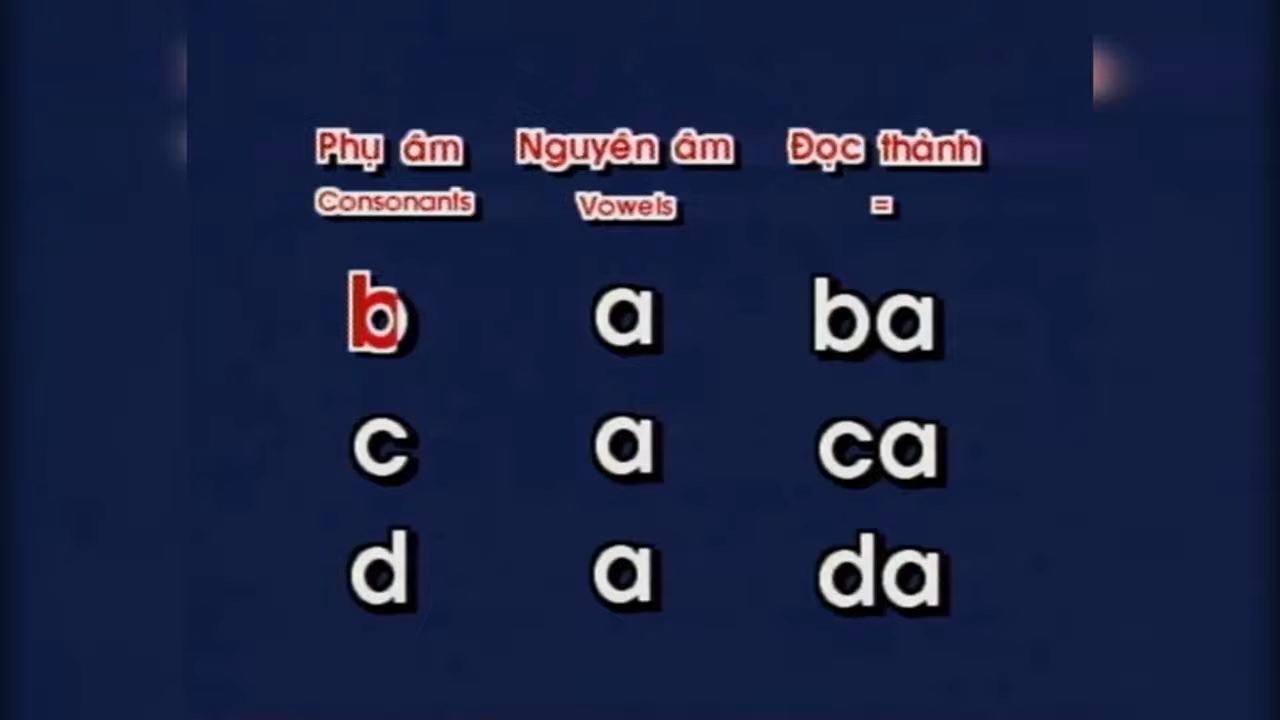 Phụ âm Nguyên âm Đọc thành
Consonants Vowels =
b a ba
c a ca
d a da